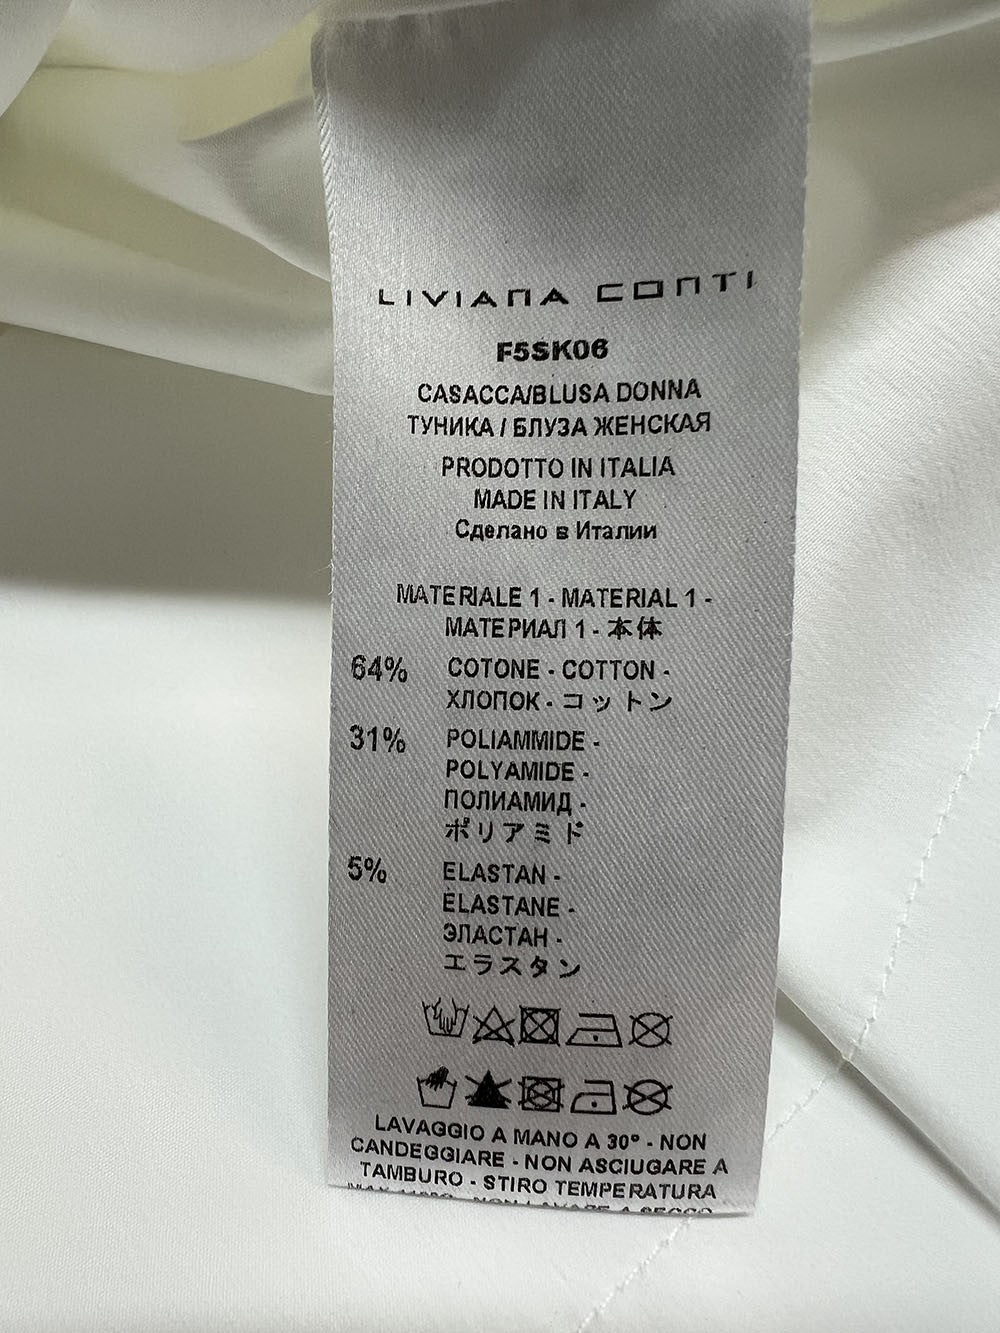 LIVIANA CONTI
F5SK06
CASACCA/BLUSA DONNA
ТУНИКА / БЛУЗА ЖЕНСКАЯ
PRODOTTO IN ITALIA
MADE IN ITALY
Сделано в Италии
MATERIALE 1 - MATERIAL 1 -
МАТЕРИАЛ 1 - 本体
64% COTONE - COTTON -
ХЛОПОК - コットン
31% POLIAMMIDE -
POLYAMIDE -
ПОЛИАМИД -
ポリアミド
5% ELASTAN -
ELASTANE -
ЭЛАСТАН -
エラスタン
LAVAGGIO A MANO A 30° - NON
CANDEGGIARE - NON ASCIUGARE A
TAMBURO - STIRO TEMPERATURA